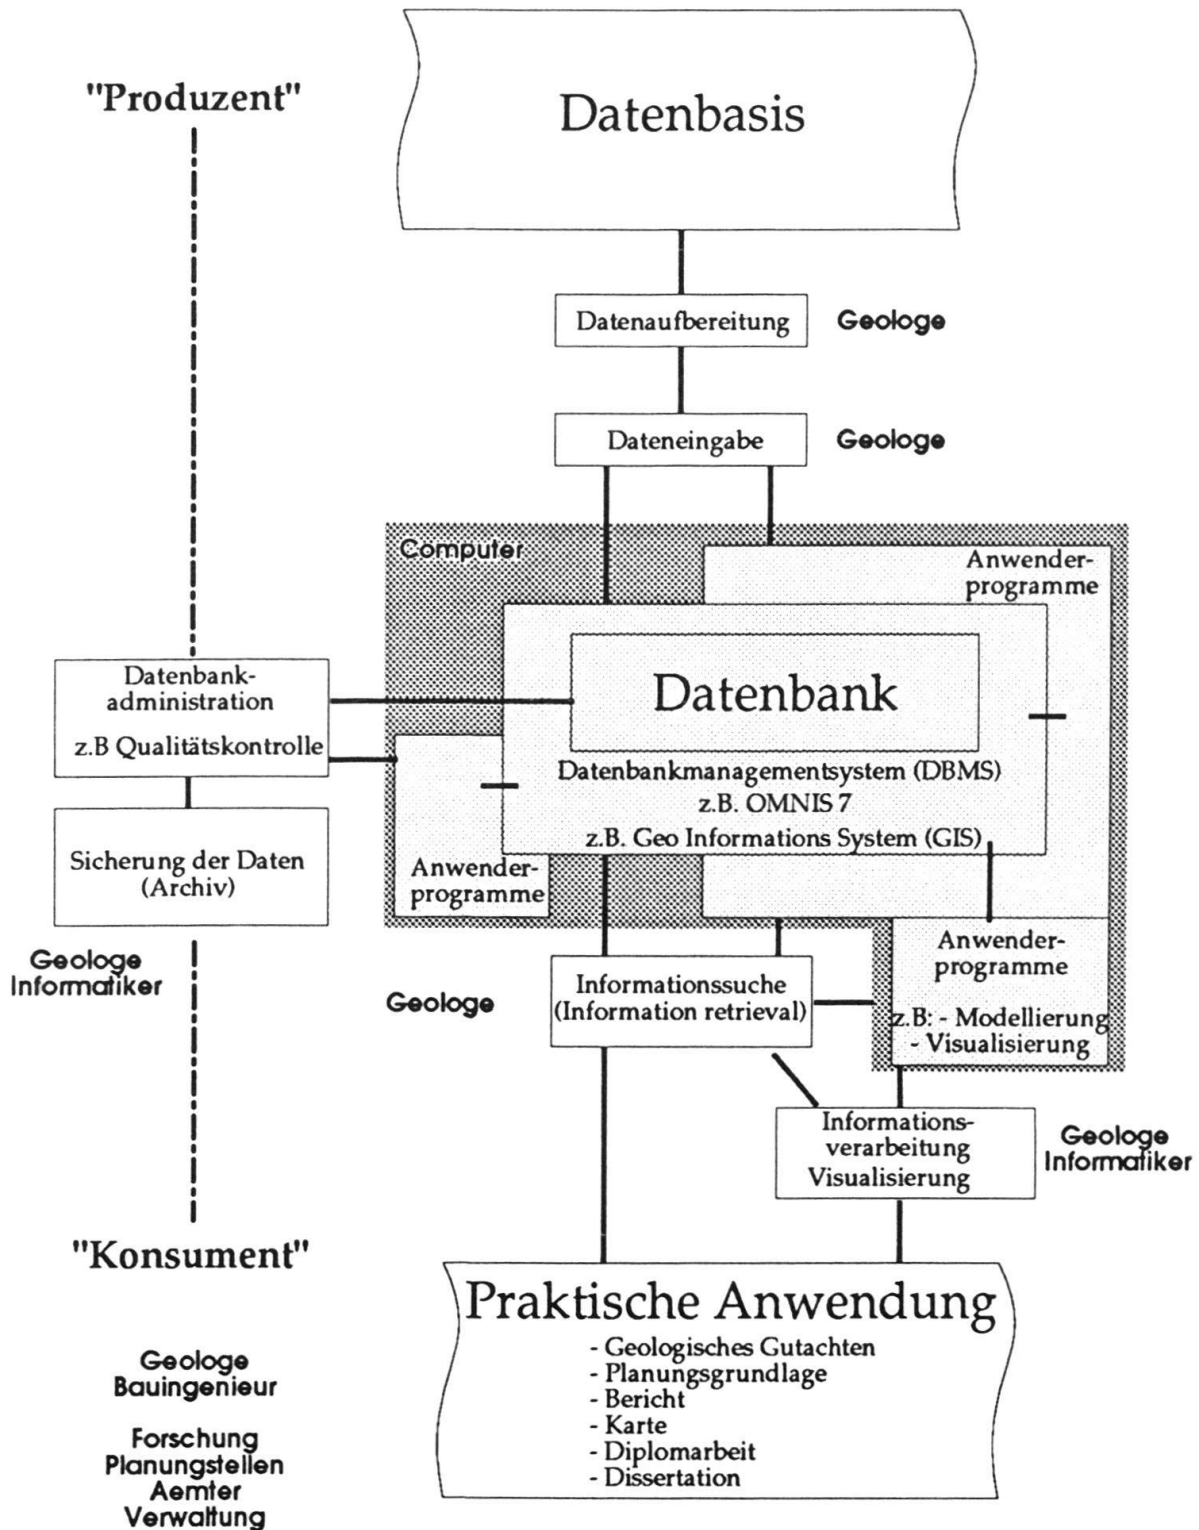 "Produzent"
Datenbasis
Datenaufbereitung
Geologe
Dateneingabe
Geologe
Computer
Anwender-
programme
Datenbank-
administration
z.B Qualitätskontrolle
Datenbank
Datenbankmanagementsystem (DBMS)
z.B. OMNIS 7
z.B. Geo Informations System (GIS)
Sicherung der Daten
(Archiv)
Anwender-
programme
Geologe
Informatiker
Geologe
Informationssuche
(Information retrieval)
Anwender-
programme
z.B: - Modellierung
- Visualisierung
Informations-
verarbeitung
Visualisierung
Geologe
Informatiker
"Konsument"
Geologe
Bauingenieur
Forschung
Planungstellen
Aemter
Verwaltung
Praktische Anwendung
- Geologisches Gutachten
- Planungsgrundlage
- Bericht
- Karte
- Diplomarbeit
- Dissertation